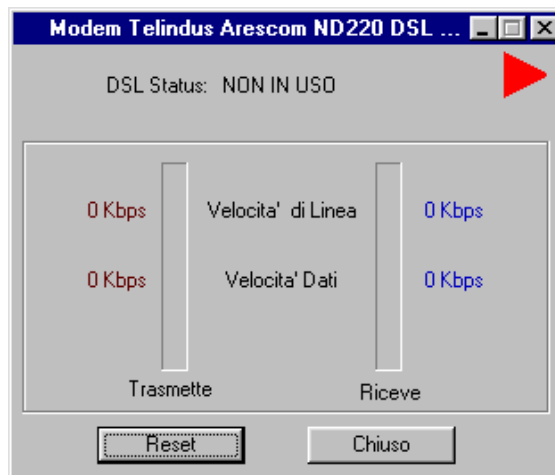 Modem Telindus Arescom ND220 DSL ...
DSL Status: NON IN USO
0 Kbps Velocita' di Linea 0 Kbps
0 Kbps Velocita' Dati 0 Kbps
Trasmette Riceve
Reset Chiuso